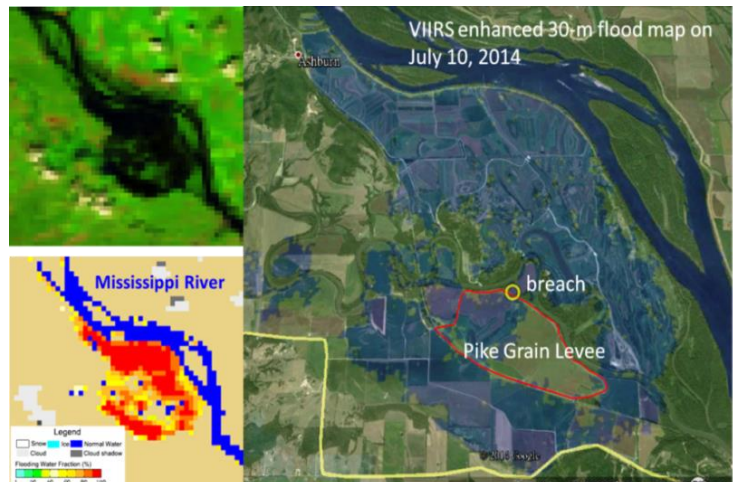 VIIRS enhanced 30-m flood map on
July 10, 2014
Ashburn
breach
Pike Grain Levee
© 2014 Google
Mississippi River
Legend
Snow Ice Normal Water
Cloud Cloud shadow
Flooding Water Fraction (%)